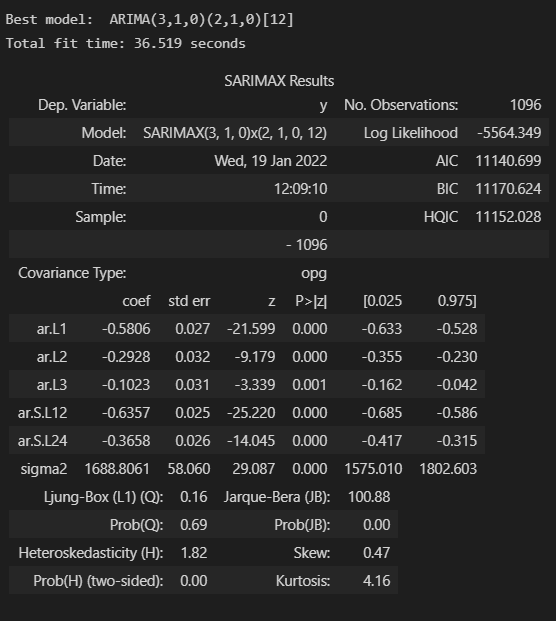 Best model:  ARIMA(3,1,0)(2,1,0)[12]
Total fit time: 36.519 seconds
SARIMAX Results
Dep. Variable: y No. Observations: 1096
Model: SARIMAX(3, 1, 0)x(2, 1, 0, 12) Log Likelihood -5564.349
Date: Wed, 19 Jan 2022 AIC 11140.699
Time: 12:09:10 BIC 11170.624
Sample: 0 HQIC 11152.028
- 1096
Covariance Type: opg
coef std err z P>|z| [0.025 0.975]
ar.L1 -0.5806 0.027 -21.599 0.000 -0.633 -0.528
ar.L2 -0.2928 0.032 -9.179 0.000 -0.355 -0.230
ar.L3 -0.1023 0.031 -3.339 0.001 -0.162 -0.042
ar.S.L12 -0.6357 0.025 -25.220 0.000 -0.685 -0.586
ar.S.L24 -0.3658 0.026 -14.045 0.000 -0.417 -0.315
sigma2 1688.8061 58.060 29.087 0.000 1575.010 1802.603
Ljung-Box (L1) (Q): 0.16 Jarque-Bera (JB): 100.88
Prob(Q): 0.69 Prob(JB): 0.00
Heteroskedasticity (H): 1.82 Skew: 0.47
Prob(H) (two-sided): 0.00 Kurtosis: 4.16